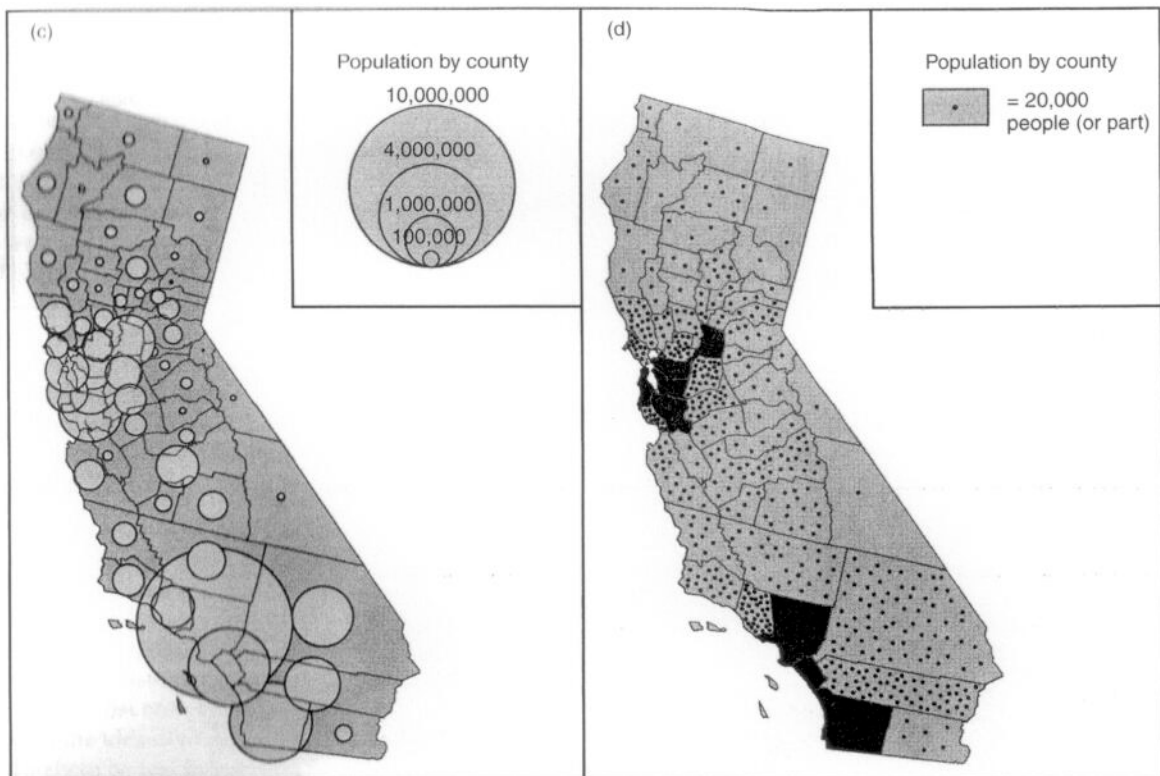 (c)
Population by county
10,000,000
4,000,000
1,000,000
100,000
(d)
Population by county
= 20,000
people (or part)